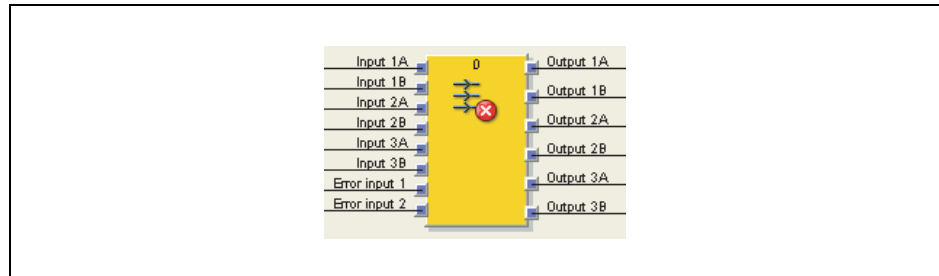 Input 1A
Input 1B
Input 2A
Input 2B
Input 3A
Input 3B
Error input 1
Error input 2
0
Output 1A
Output 1B
Output 2A
Output 2B
Output 3A
Output 3B